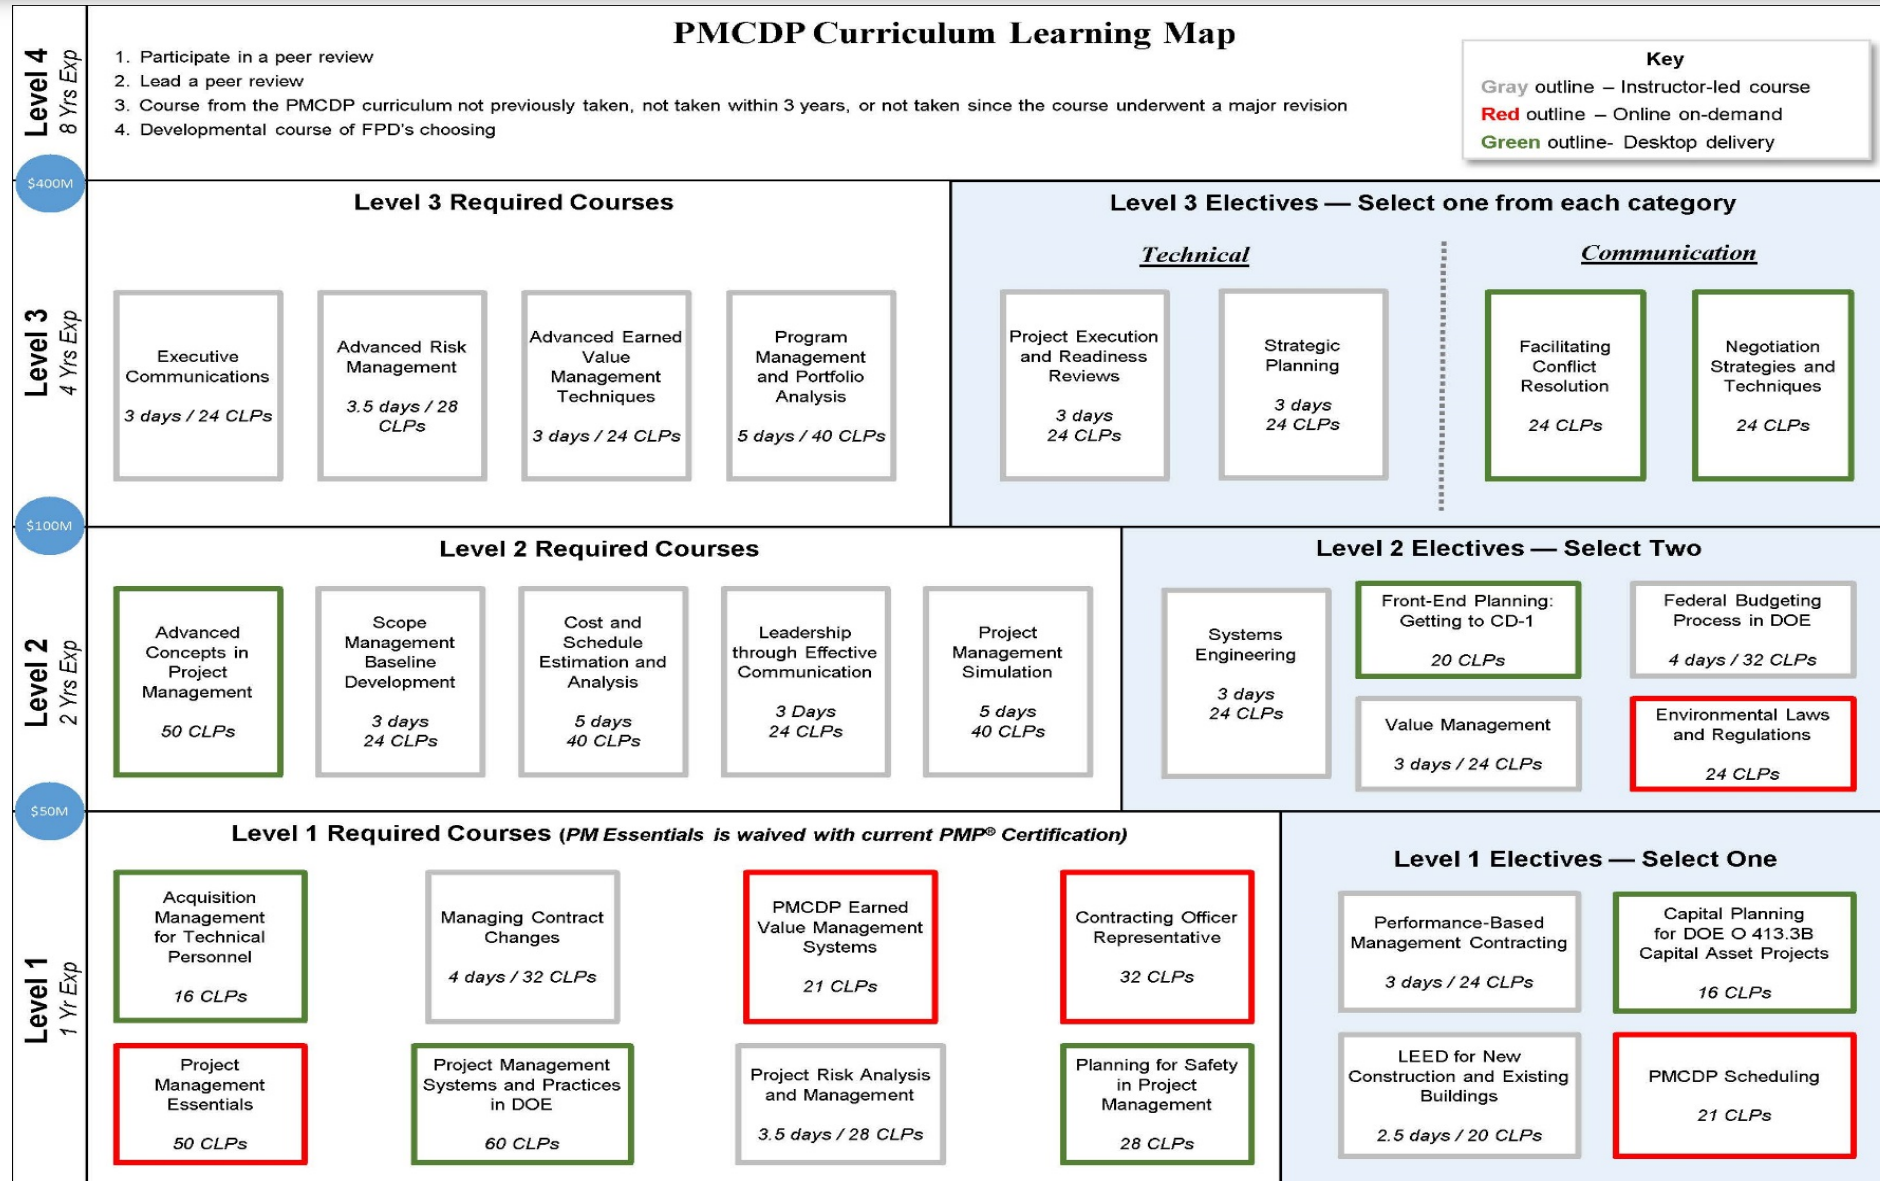 PMCDP Curriculum Learning Map
Level 4
8 Yrs Exp
1. Participate in a peer review
2. Lead a peer review
3. Course from the PMCDP curriculum not previously taken, not taken within 3 years, or not taken since the course underwent a major revision
4. Developmental course of FPD's choosing
Key
Gray outline – Instructor-led course
Red outline – Online on-demand
Green outline- Desktop delivery
$400M
Level 3
4 Yrs Exp
Level 3 Required Courses
Executive
Communications
3 days / 24 CLPs
Advanced Risk
Management
3.5 days / 28
CLPs
Advanced Earned
Value
Management
Techniques
3 days / 24 CLPs
Program
Management
and Portfolio
Analysis
5 days / 40 CLPs
Level 3 Electives — Select one from each category
Technical
Project Execution
and Readiness
Reviews
3 days
24 CLPs
Strategic
Planning
3 days
24 CLPs
Communication
Facilitating
Conflict
Resolution
24 CLPs
Negotiation
Strategies and
Techniques
24 CLPs
$100M
Level 2
2 Yrs Exp
Level 2 Required Courses
Advanced
Concepts in
Project
Management
50 CLPs
Scope
Management
Baseline
Development
3 days
24 CLPs
Cost and
Schedule
Estimation and
Analysis
5 days
40 CLPs
Leadership
through Effective
Communication
3 Days
24 CLPs
Project
Management
Simulation
5 days
40 CLPs
Level 2 Electives — Select Two
Systems
Engineering
3 days
24 CLPs
Front-End Planning:
Getting to CD-1
20 CLPs
Federal Budgeting
Process in DOE
4 days / 32 CLPs
Value Management
3 days / 24 CLPs
Environmental Laws
and Regulations
24 CLPs
$50M
Level 1
1 Yr Exp
Level 1 Required Courses (PM Essentials is waived with current PMP® Certification)
Acquisition
Management
for Technical
Personnel
16 CLPs
Managing Contract
Changes
4 days / 32 CLPs
PMCDP Earned
Value Management
Systems
21 CLPs
Contracting Officer
Representative
32 CLPs
Project
Management
Essentials
50 CLPs
Project Management
Systems and Practices
in DOE
60 CLPs
Project Risk Analysis
and Management
3.5 days / 28 CLPs
Planning for Safety
in Project
Management
28 CLPs
Level 1 Electives — Select One
Performance-Based
Management Contracting
3 days / 24 CLPs
Capital Planning
for DOE O 413.3B
Capital Asset Projects
16 CLPs
LEED for New
Construction and Existing
Buildings
2.5 days / 20 CLPs
PMCDP Scheduling
21 CLPs